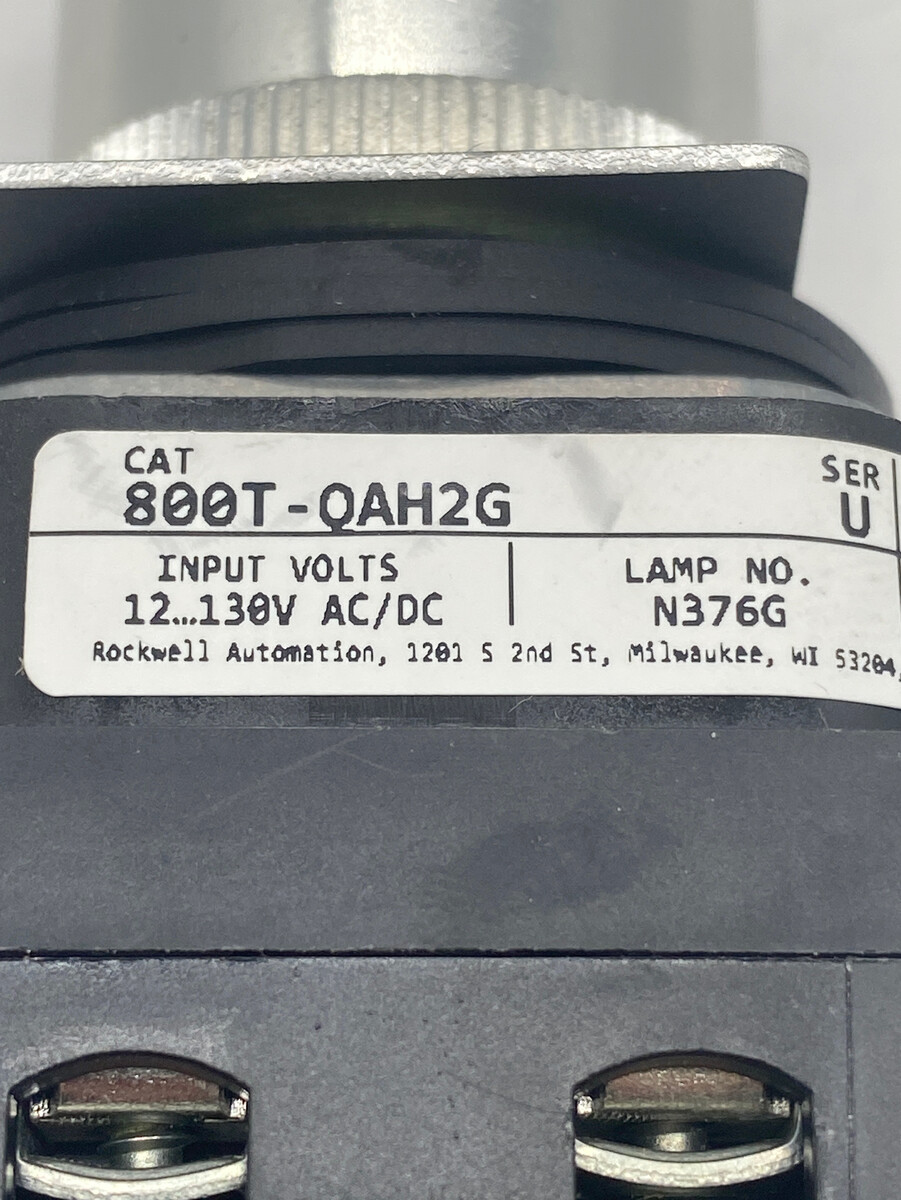 CAT
800T-QAH2G
SER
U
INPUT VOLTS
12...130V AC/DC
LAMP NO.
N376G
Rockwell Automation, 1201 S 2nd St, Milwaukee, WI 53204,